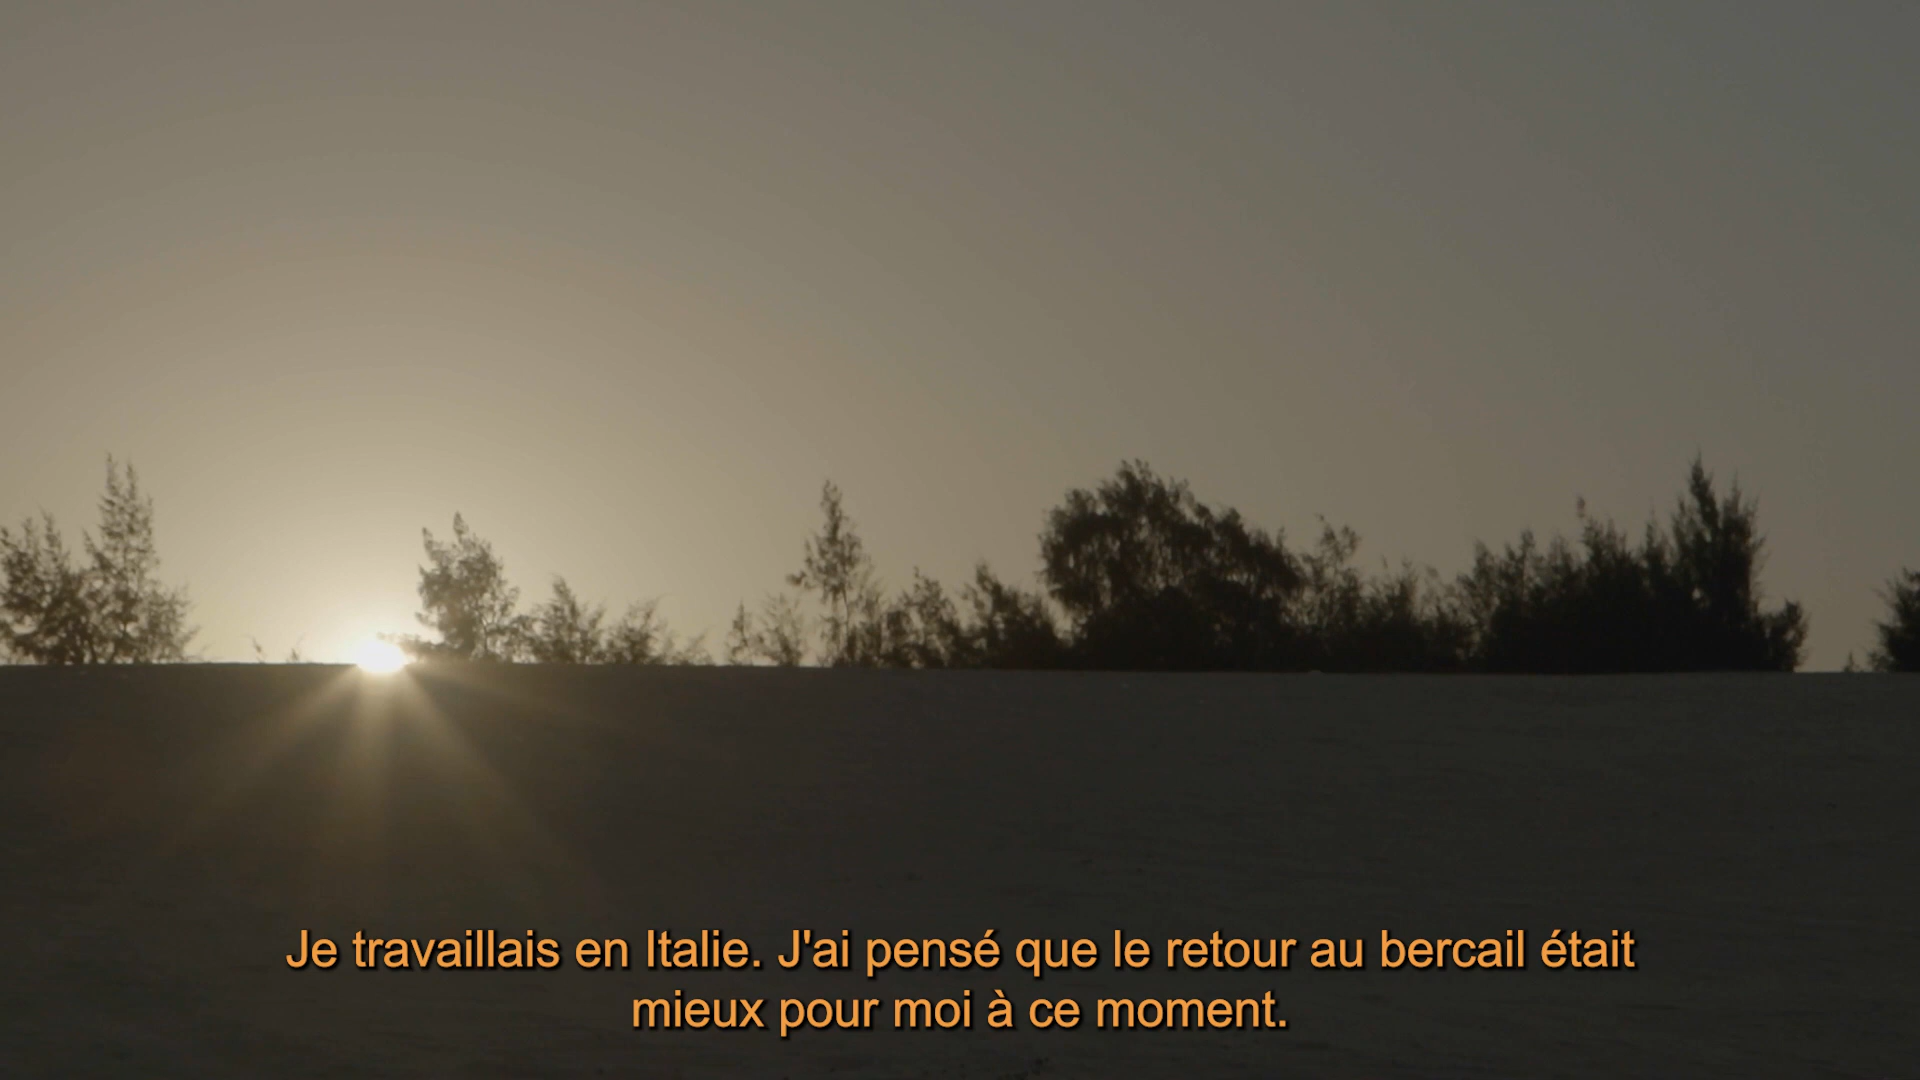 Je travaillais en Italie. J'ai pensé que le retour au bercail était
mieux pour moi à ce moment.